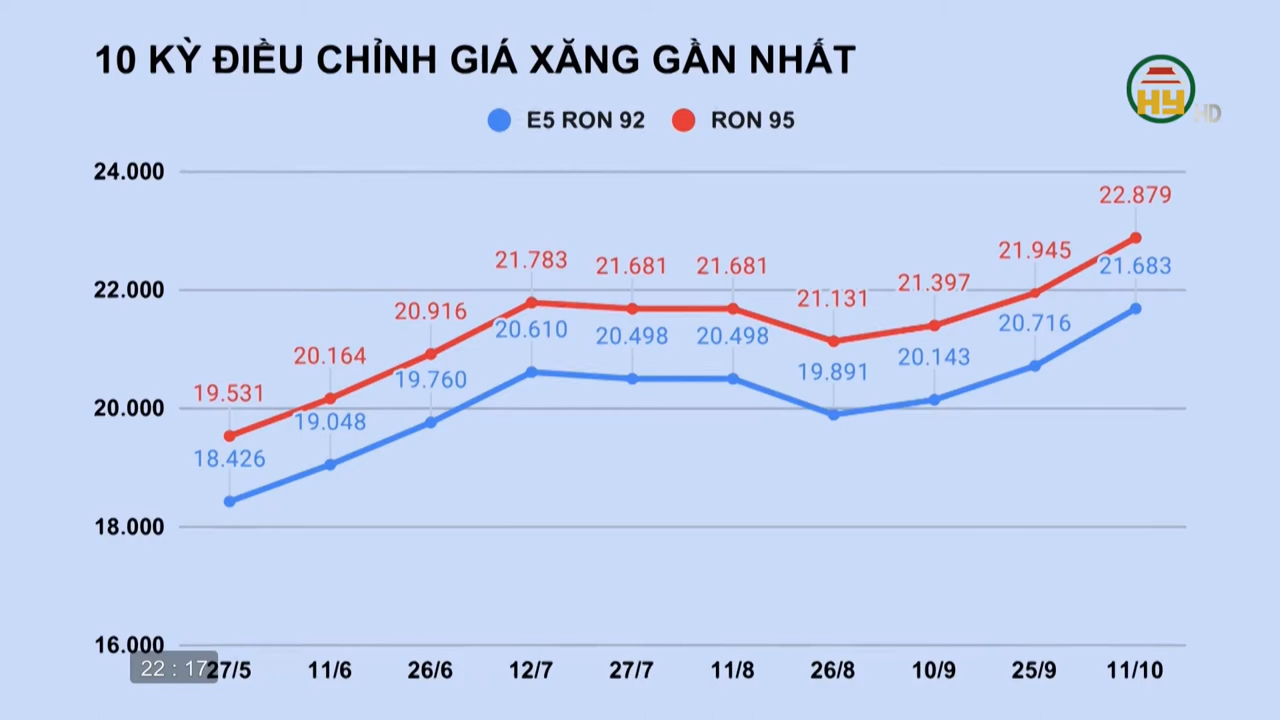 10 KỲ ĐIỀU CHỈNH GIÁ XĂNG GẦN NHẤT
HY HD
E5 RON 92 RON 95
24.000
22.000
20.000
18.000
16.000
19.531 20.164 20.916 21.783 21.681 21.681 21.131 21.397 21.945 22.879
18.426 19.048 19.760 20.610 20.498 20.498 19.891 20.143 20.716 21.683
27/5 11/6 26/6 12/7 27/7 11/8 26/8 10/9 25/9 11/10
22 : 17